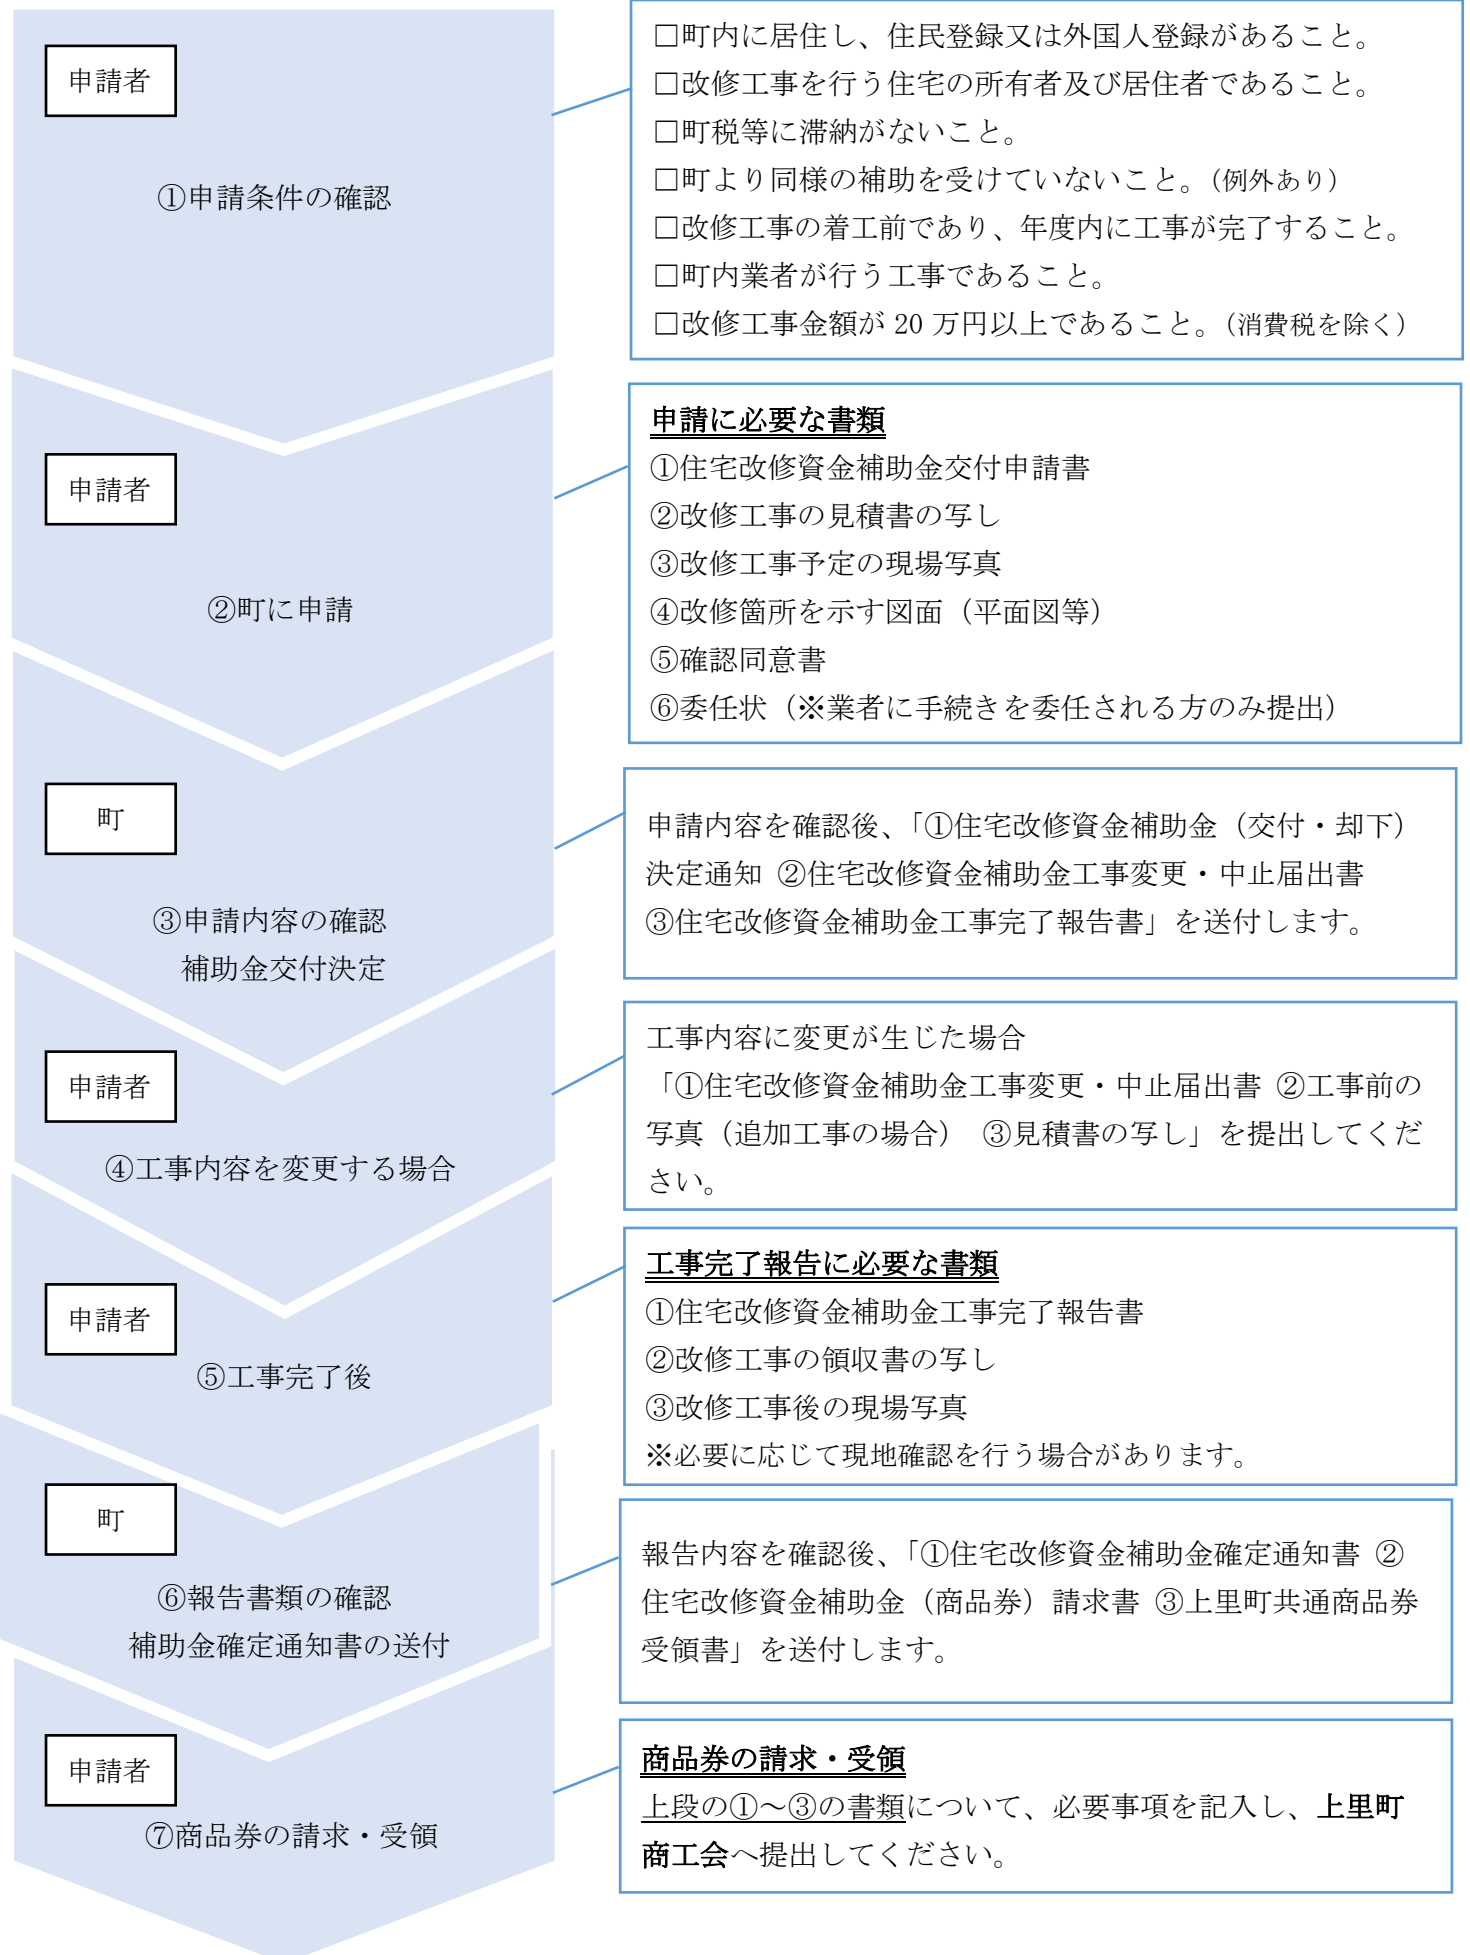 申請者
①申請条件の確認
□町内に居住し、住民登録又は外国人登録があること。
□改修工事を行う住宅の所有者及び居住者であること。
□町税等に滞納がないこと。
□町より同様の補助を受けていないこと。（例外あり）
□改修工事の着工前であり、年度内に工事が完了すること。
□町内業者が行う工事であること。
□改修工事金額が 20 万円以上であること。（消費税を除く）
申請者
②町に申請
申請に必要な書類
①住宅改修資金補助金交付申請書
②改修工事の見積書の写し
③改修工事予定の現場写真
④改修箇所を示す図面（平面図等）
⑤確認同意書
⑥委任状（※業者に手続きを委任される方のみ提出）
町
③申請内容の確認
補助金交付決定
申請内容を確認後、「①住宅改修資金補助金（交付・却下）
決定通知 ②住宅改修資金補助金工事変更・中止届出書
③住宅改修資金補助金工事完了報告書」を送付します。
申請者
④工事内容を変更する場合
工事内容に変更が生じた場合
「①住宅改修資金補助金工事変更・中止届出書 ②工事前の
写真（追加工事の場合） ③見積書の写し」を提出してくだ
さい。
申請者
⑤工事完了後
工事完了報告に必要な書類
①住宅改修資金補助金工事完了報告書
②改修工事の領収書の写し
③改修工事後の現場写真
※必要に応じて現地確認を行う場合があります。
町
⑥報告書類の確認
補助金確定通知書の送付
報告内容を確認後、「①住宅改修資金補助金確定通知書 ②
住宅改修資金補助金（商品券）請求書 ③上里町共通商品券
受領書」を送付します。
申請者
⑦商品券の請求・受領
商品券の請求・受領
上段の①～③の書類について、必要事項を記入し、上里町
商工会へ提出してください。